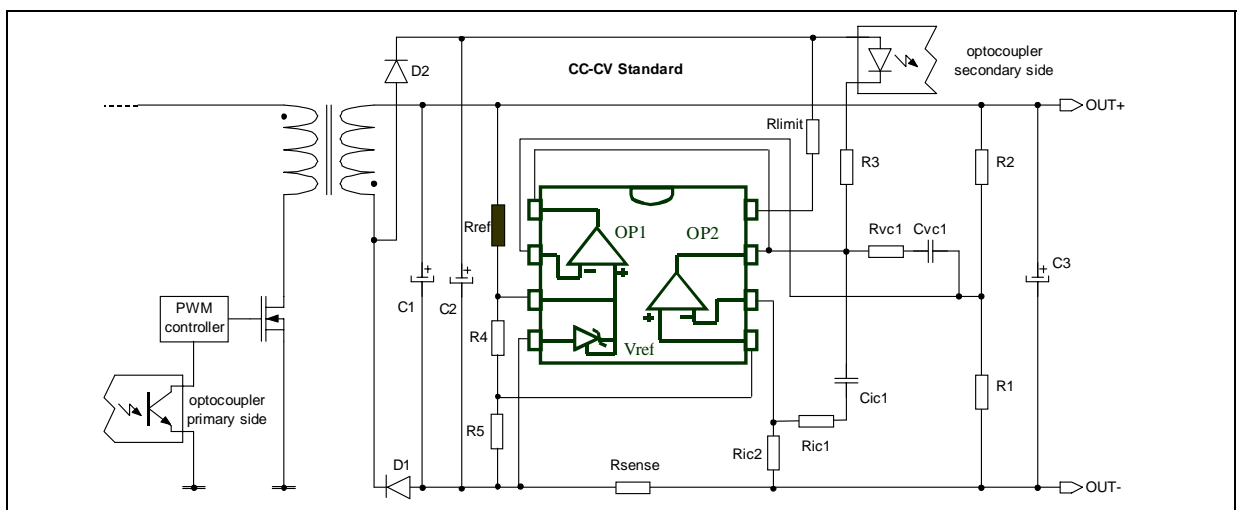 CC-CV Standard
optocoupler
secondary side
D2
OUT+
Rlimit
R3
R2
Rref
OP1
OP2
Rvc1
Cvc1
+
C1
+
C2
+
C3
PWM
controller
R4
Vref
R1
optocoupler
primary side
Cic1
R5
Ric1
Ric2
D1
Rsense
OUT-